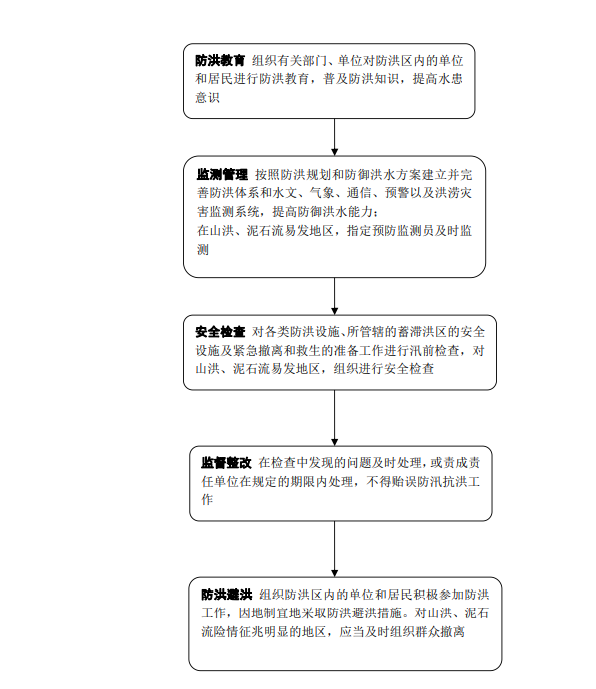 防洪教育 组织有关部门、单位对防洪区内的单位
和居民进行防洪教育，普及防洪知识，提高水患
意识
监测管理 按照防洪规划和防御洪水方案建立并完
善防洪体系和水文、气象、通信、预警以及洪涝灾
害监测系统，提高防御洪水能力；
在山洪、泥石流易发地区，指定预防监测员及时监
测
安全检查 对各类防洪设施、所管辖的蓄滞洪区的安全
设施及紧急撤离和救生的准备工作进行汛前检查，对
山洪、泥石流易发地区，组织进行安全检查
监督整改 在检查中发现的问题及时处理，或责成责
任单位在规定的期限内处理，不得贻误防汛抗洪工
作
防洪避洪 组织防洪区内的单位和居民积极参加防洪
工作，因地制宜地采取防洪避洪措施。对山洪、泥石
流险情征兆明显的地区，应当及时组织群众撤离